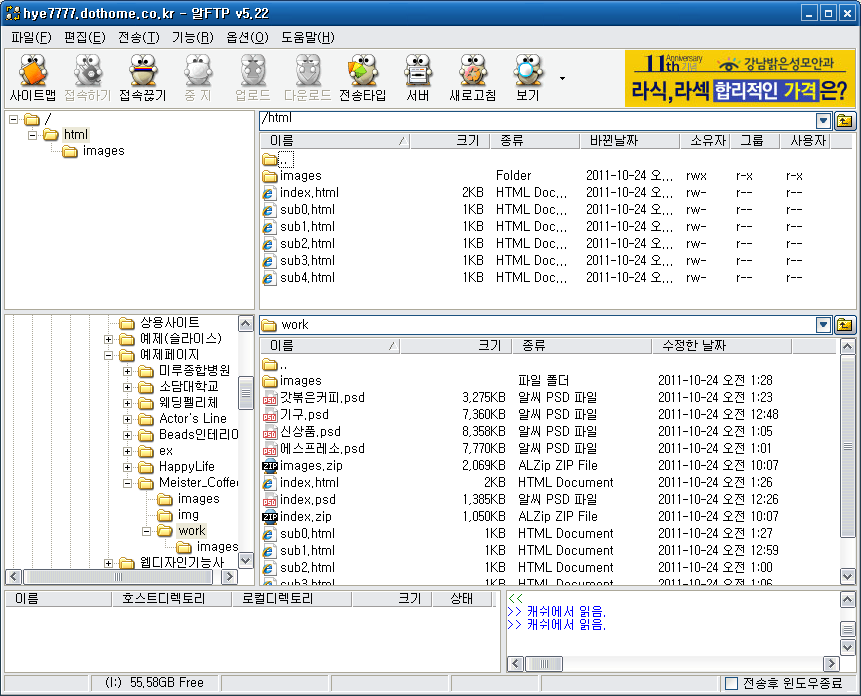 hye7777.dothome.co.kr - 알FTP v5.22
파일(F) 편집(E) 전송(T) 기능(R) 옵션(O) 도움말(H)
사이트맵 접속하기 접속끊기 중 지 업로드 다운로드 전송타입 서버 새로고침 보기
11th Anniversary 기념 강남밝은성모안과
라식,라섹 합리적인 가격은?
/
html
images
/html
이름 크기 종류 바뀐날짜 소유자 그룹 사용자
..
images Folder 2011-10-24 오... rwx r-x r-x
index.html 2KB HTML Doc... 2011-10-24 오... rw- r-- r--
sub0.html 1KB HTML Doc... 2011-10-24 오... rw- r-- r--
sub1.html 1KB HTML Doc... 2011-10-24 오... rw- r-- r--
sub2.html 1KB HTML Doc... 2011-10-24 오... rw- r-- r--
sub3.html 1KB HTML Doc... 2011-10-24 오... rw- r-- r--
sub4.html 1KB HTML Doc... 2011-10-24 오... rw- r-- r--
상용사이트
예제(슬라이스)
예제페이지
미루종합병원
소담대학교
웨딩펠리체
Actor's Line
Beads인테리O
ex
HappyLife
Meister_Coffee
images
img
work
images
웹디자인기능사
work
이름 크기 종류 수정한 날짜
..
images 파일 폴더 2011-10-24 오전 1:28
갓볶은커피.psd 3,275KB 알씨 PSD 파일 2011-10-24 오전 1:23
기구.psd 7,360KB 알씨 PSD 파일 2011-10-24 오전 12:48
신상품.psd 8,358KB 알씨 PSD 파일 2011-10-24 오전 1:05
에스프레소.psd 7,770KB 알씨 PSD 파일 2011-10-24 오전 1:01
images.zip 2,069KB ALZip ZIP File 2011-10-24 오전 10:07
index.html 2KB HTML Document 2011-10-24 오전 1:26
index.psd 1,385KB 알씨 PSD 파일 2011-10-24 오전 12:26
index.zip 1,050KB ALZip ZIP File 2011-10-24 오전 10:07
sub0.html 1KB HTML Document 2011-10-24 오전 1:27
sub1.html 1KB HTML Document 2011-10-24 오전 12:59
sub2.html 1KB HTML Document 2011-10-24 오전 1:00
sub3.html 1KB HTML Document 2011-10-24 오전 1:06
이름 호스트디렉토리 로컬디렉토리 크기 상태
<<
>> 캐쉬에서 읽음.
>> 캐쉬에서 읽음.
(I:) 55.58GB Free
전송후 윈도우종료